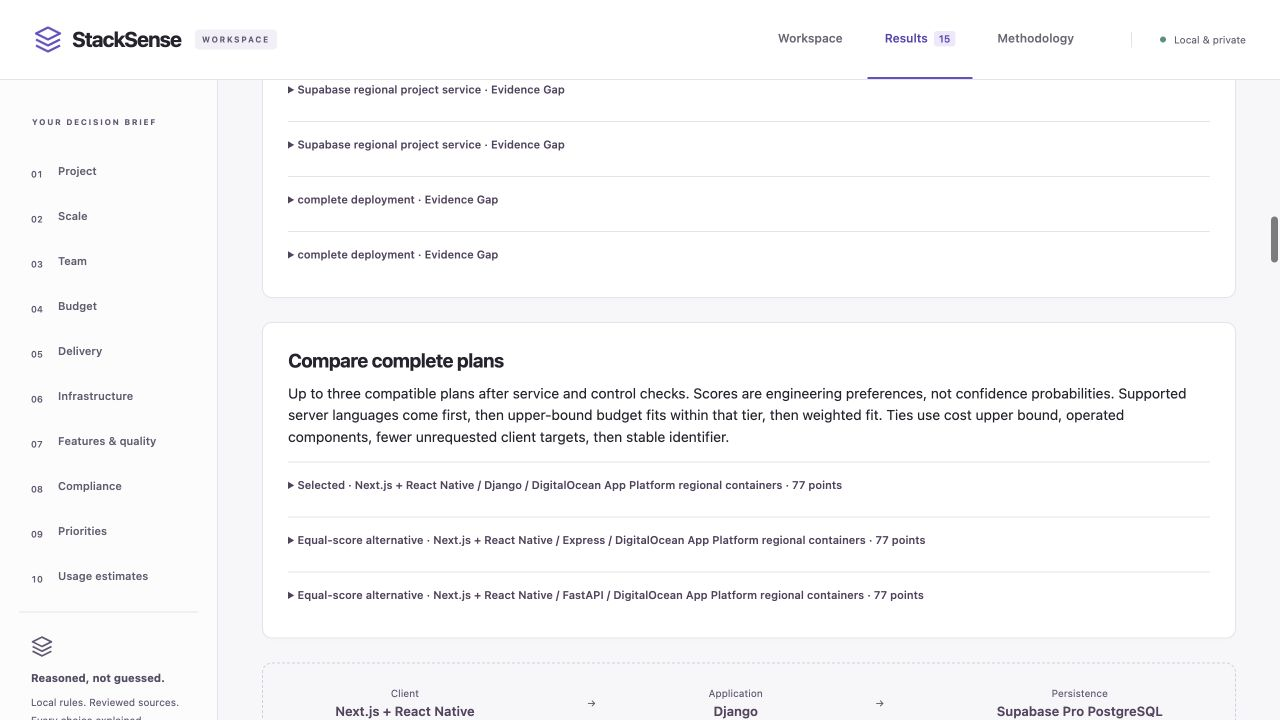 StackSense WORKSPACE
Workspace Results 15 Methodology Local & private
YOUR DECISION BRIEF
01 Project
02 Scale
03 Team
04 Budget
05 Delivery
06 Infrastructure
07 Features & quality
08 Compliance
09 Priorities
10 Usage estimates
Reasoned, not guessed.
Local rules. Reviewed sources.
Every choice explained.
Supabase regional project service · Evidence Gap
Supabase regional project service · Evidence Gap
complete deployment · Evidence Gap
complete deployment · Evidence Gap
Compare complete plans
Up to three compatible plans after service and control checks. Scores are engineering preferences, not confidence probabilities. Supported
server languages come first, then upper-bound budget fits within that tier, then weighted fit. Ties use cost upper bound, operated
components, fewer unrequested client targets, then stable identifier.
Selected · Next.js + React Native / Django / DigitalOcean App Platform regional containers · 77 points
Equal-score alternative · Next.js + React Native / Express / DigitalOcean App Platform regional containers · 77 points
Equal-score alternative · Next.js + React Native / FastAPI / DigitalOcean App Platform regional containers · 77 points
Client → Application → Persistence
Next.js + React Native Django Supabase Pro PostgreSQL